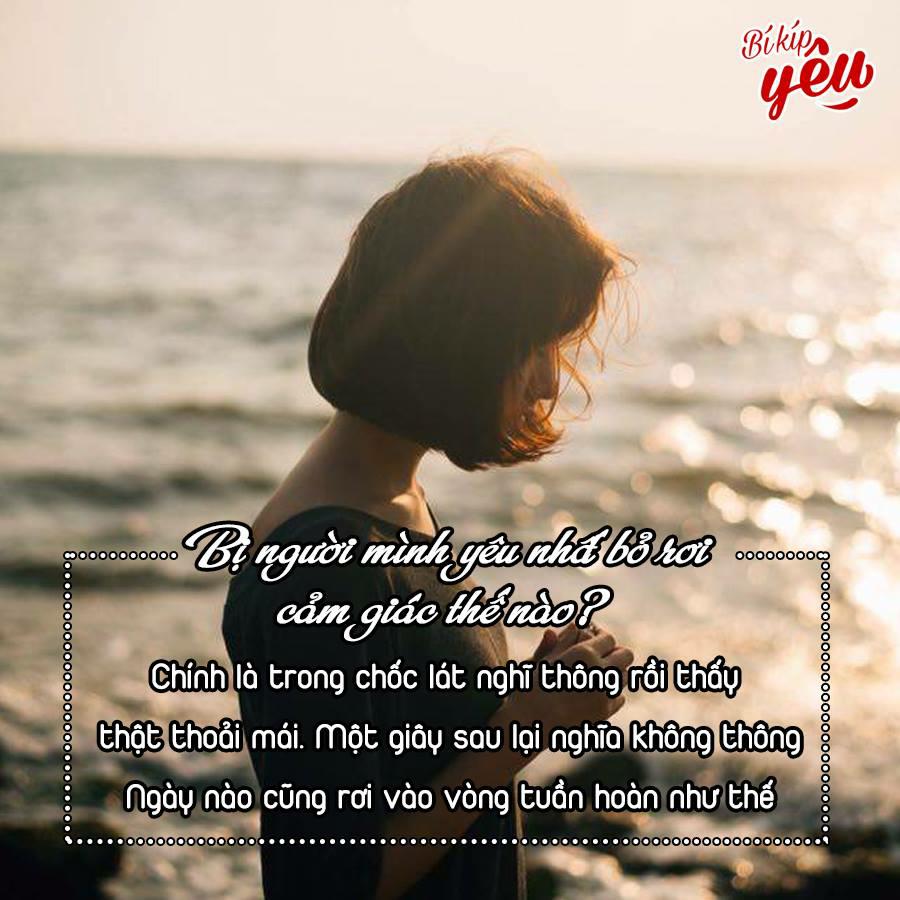 Bí kíp
yêu
Bị người mình yêu nhất bỏ rơi
cảm giác thế nào?
Chính là trong chốc lát nghĩ thông rồi thấy
thật thoải mái. Một giây sau lại nghĩa không thông
Ngày nào cũng rơi vào vòng tuần hoàn như thế